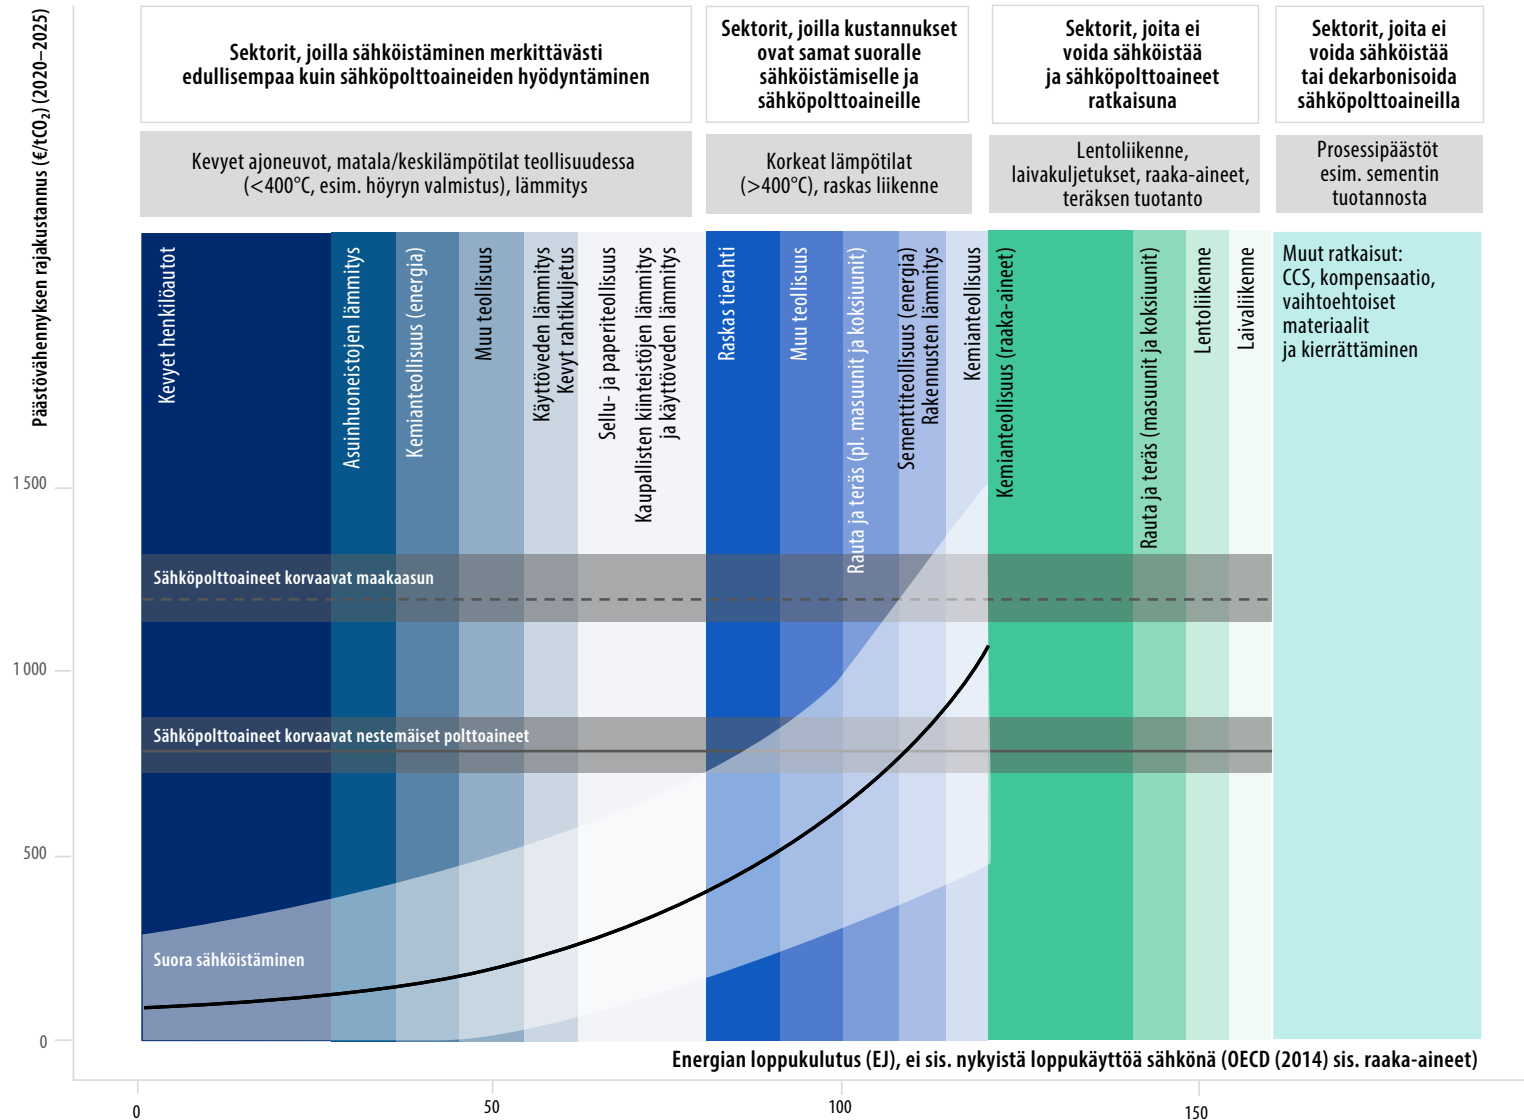 Päästövähennyksen rajakustannus (€/tCO₂) (2020–2025)
Sektorit, joilla sähköistäminen merkittävästi
edullisempaa kuin sähköpolttoaineiden hyödyntäminen
Sektorit, joilla kustannukset
ovat samat suoralle
sähköistämiselle ja
sähköpolttoaineille
Sektorit, joita ei
voida sähköistää
ja sähköpolttoaineet
ratkaisuna
Sektorit, joita ei
voida sähköistää
tai dekarbonisoida
sähköpolttoaineilla
Kevyet ajoneuvot, matala/keskilämpötilat teollisuudessa
(<400°C, esim. höyryn valmistus), lämmitys
Korkeat lämpötilat
(>400°C), raskas liikenne
Lentoliikenne,
laivakuljetukset, raaka-aineet,
teräksen tuotanto
Prosessipäästöt
esim. sementin
tuotannosta
Kevyet henkilöautot
Asuinhuoneistojen lämmitys
Kemianteollisuus (energia)
Muu teollisuus
Käyttöveden lämmitys
Kevyt rahtikuljetus
Sellu- ja paperiteollisuus
Kaupallisten kiinteistöjen lämmitys
ja käyttöveden lämmitys
Raskas tierahti
Muu teollisuus
Rauta ja teräs (pl. masuunit ja koksiuunit)
Sementtiteollisuus (energia)
Rakennusten lämmitys
Kemianteollisuus
Kemianteollisuus (raaka-aineet)
Rauta ja teräs (masuunit ja koksiuunit)
Lentoliikenne
Laivaliikenne
Muut ratkaisut:
CCS, kompensaatio,
vaihtoehtoiset
materiaalit
ja kierrättäminen
1 500
Sähköpolttoaineet korvaavat maakaasun
1 000
Sähköpolttoaineet korvaavat nestemäiset polttoaineet
500
Suora sähköistäminen
0
Energian loppukulutus (EJ), ei sis. nykyistä loppukäyttöä sähkönä (OECD (2014) sis. raaka-aineet)
0
50
100
150